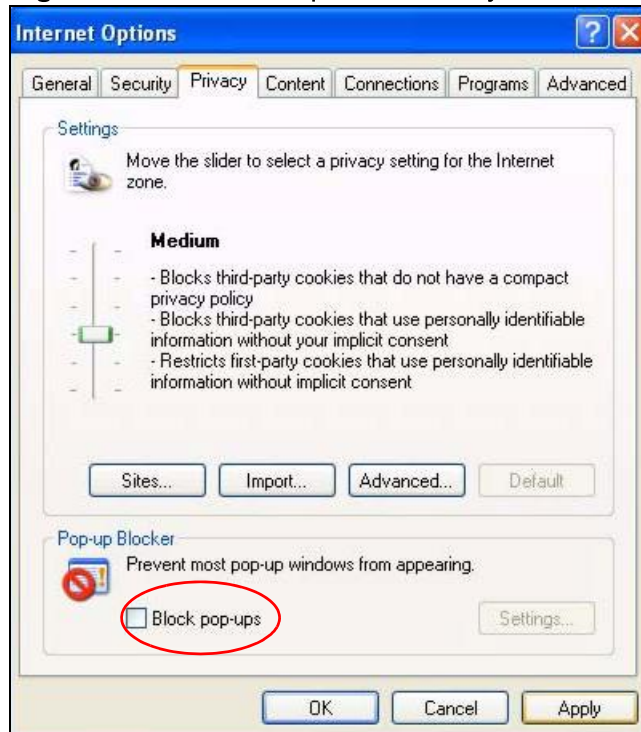 Internet Options
General Security Privacy Content Connections Programs Advanced
Settings
Move the slider to select a privacy setting for the Internet
zone.
Medium
- Blocks third-party cookies that do not have a compact
privacy policy
- Blocks third-party cookies that use personally identifiable
information without your implicit consent
- Restricts first-party cookies that use personally identifiable
information without implicit consent
Sites... Import... Advanced... Default
Pop-up Blocker
Prevent most pop-up windows from appearing.
Block pop-ups Settings...
OK Cancel Apply